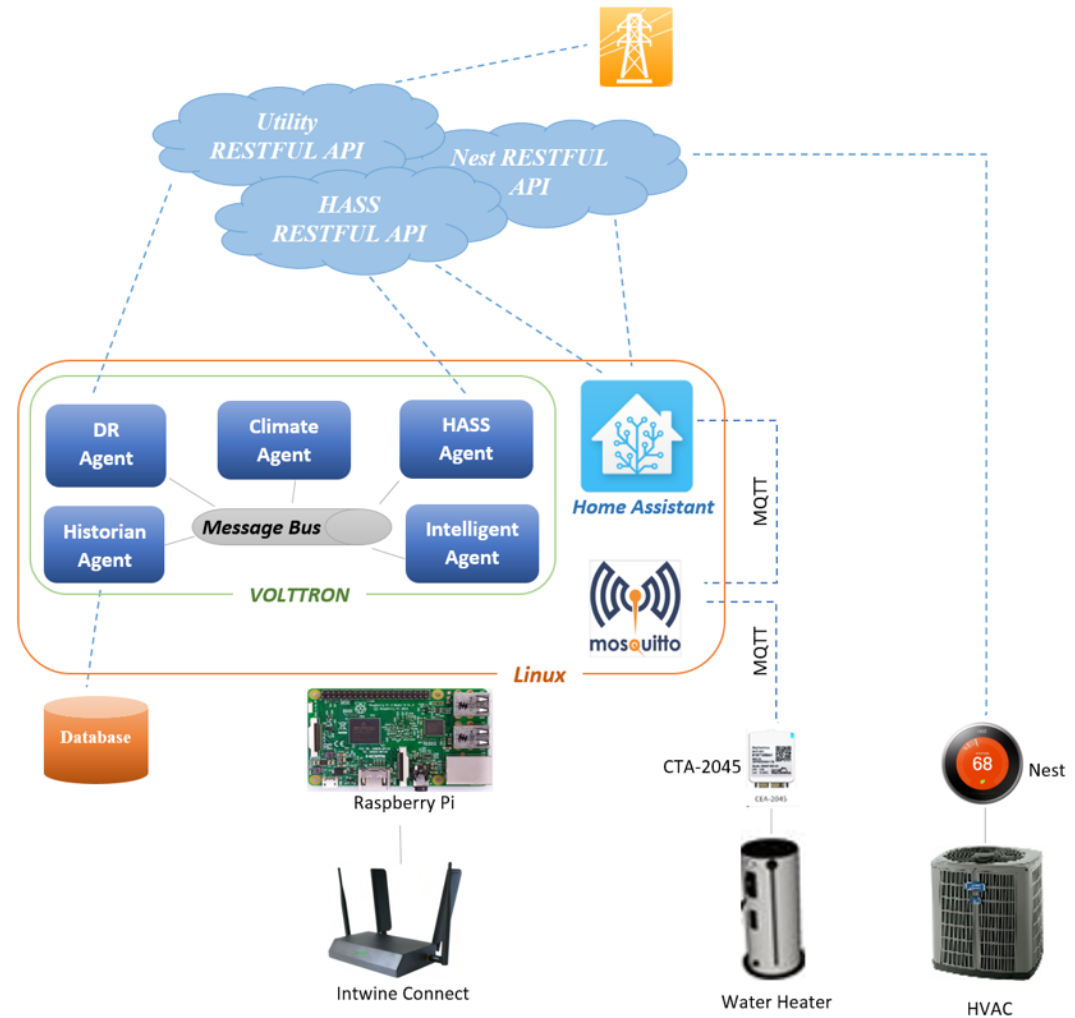 Utility
RESTFUL API
Nest RESTFUL
API
HASS
RESTFUL API
DR
Agent
Climate
Agent
HASS
Agent
Historian
Agent
Message Bus
Intelligent
Agent
VOLTTRON
Home Assistant
mosquitto
Linux
MQTT
MQTT
Database
Raspberry Pi
Intwine Connect
CTA-2045
CEA-2045
Water Heater
68
Nest
HVAC